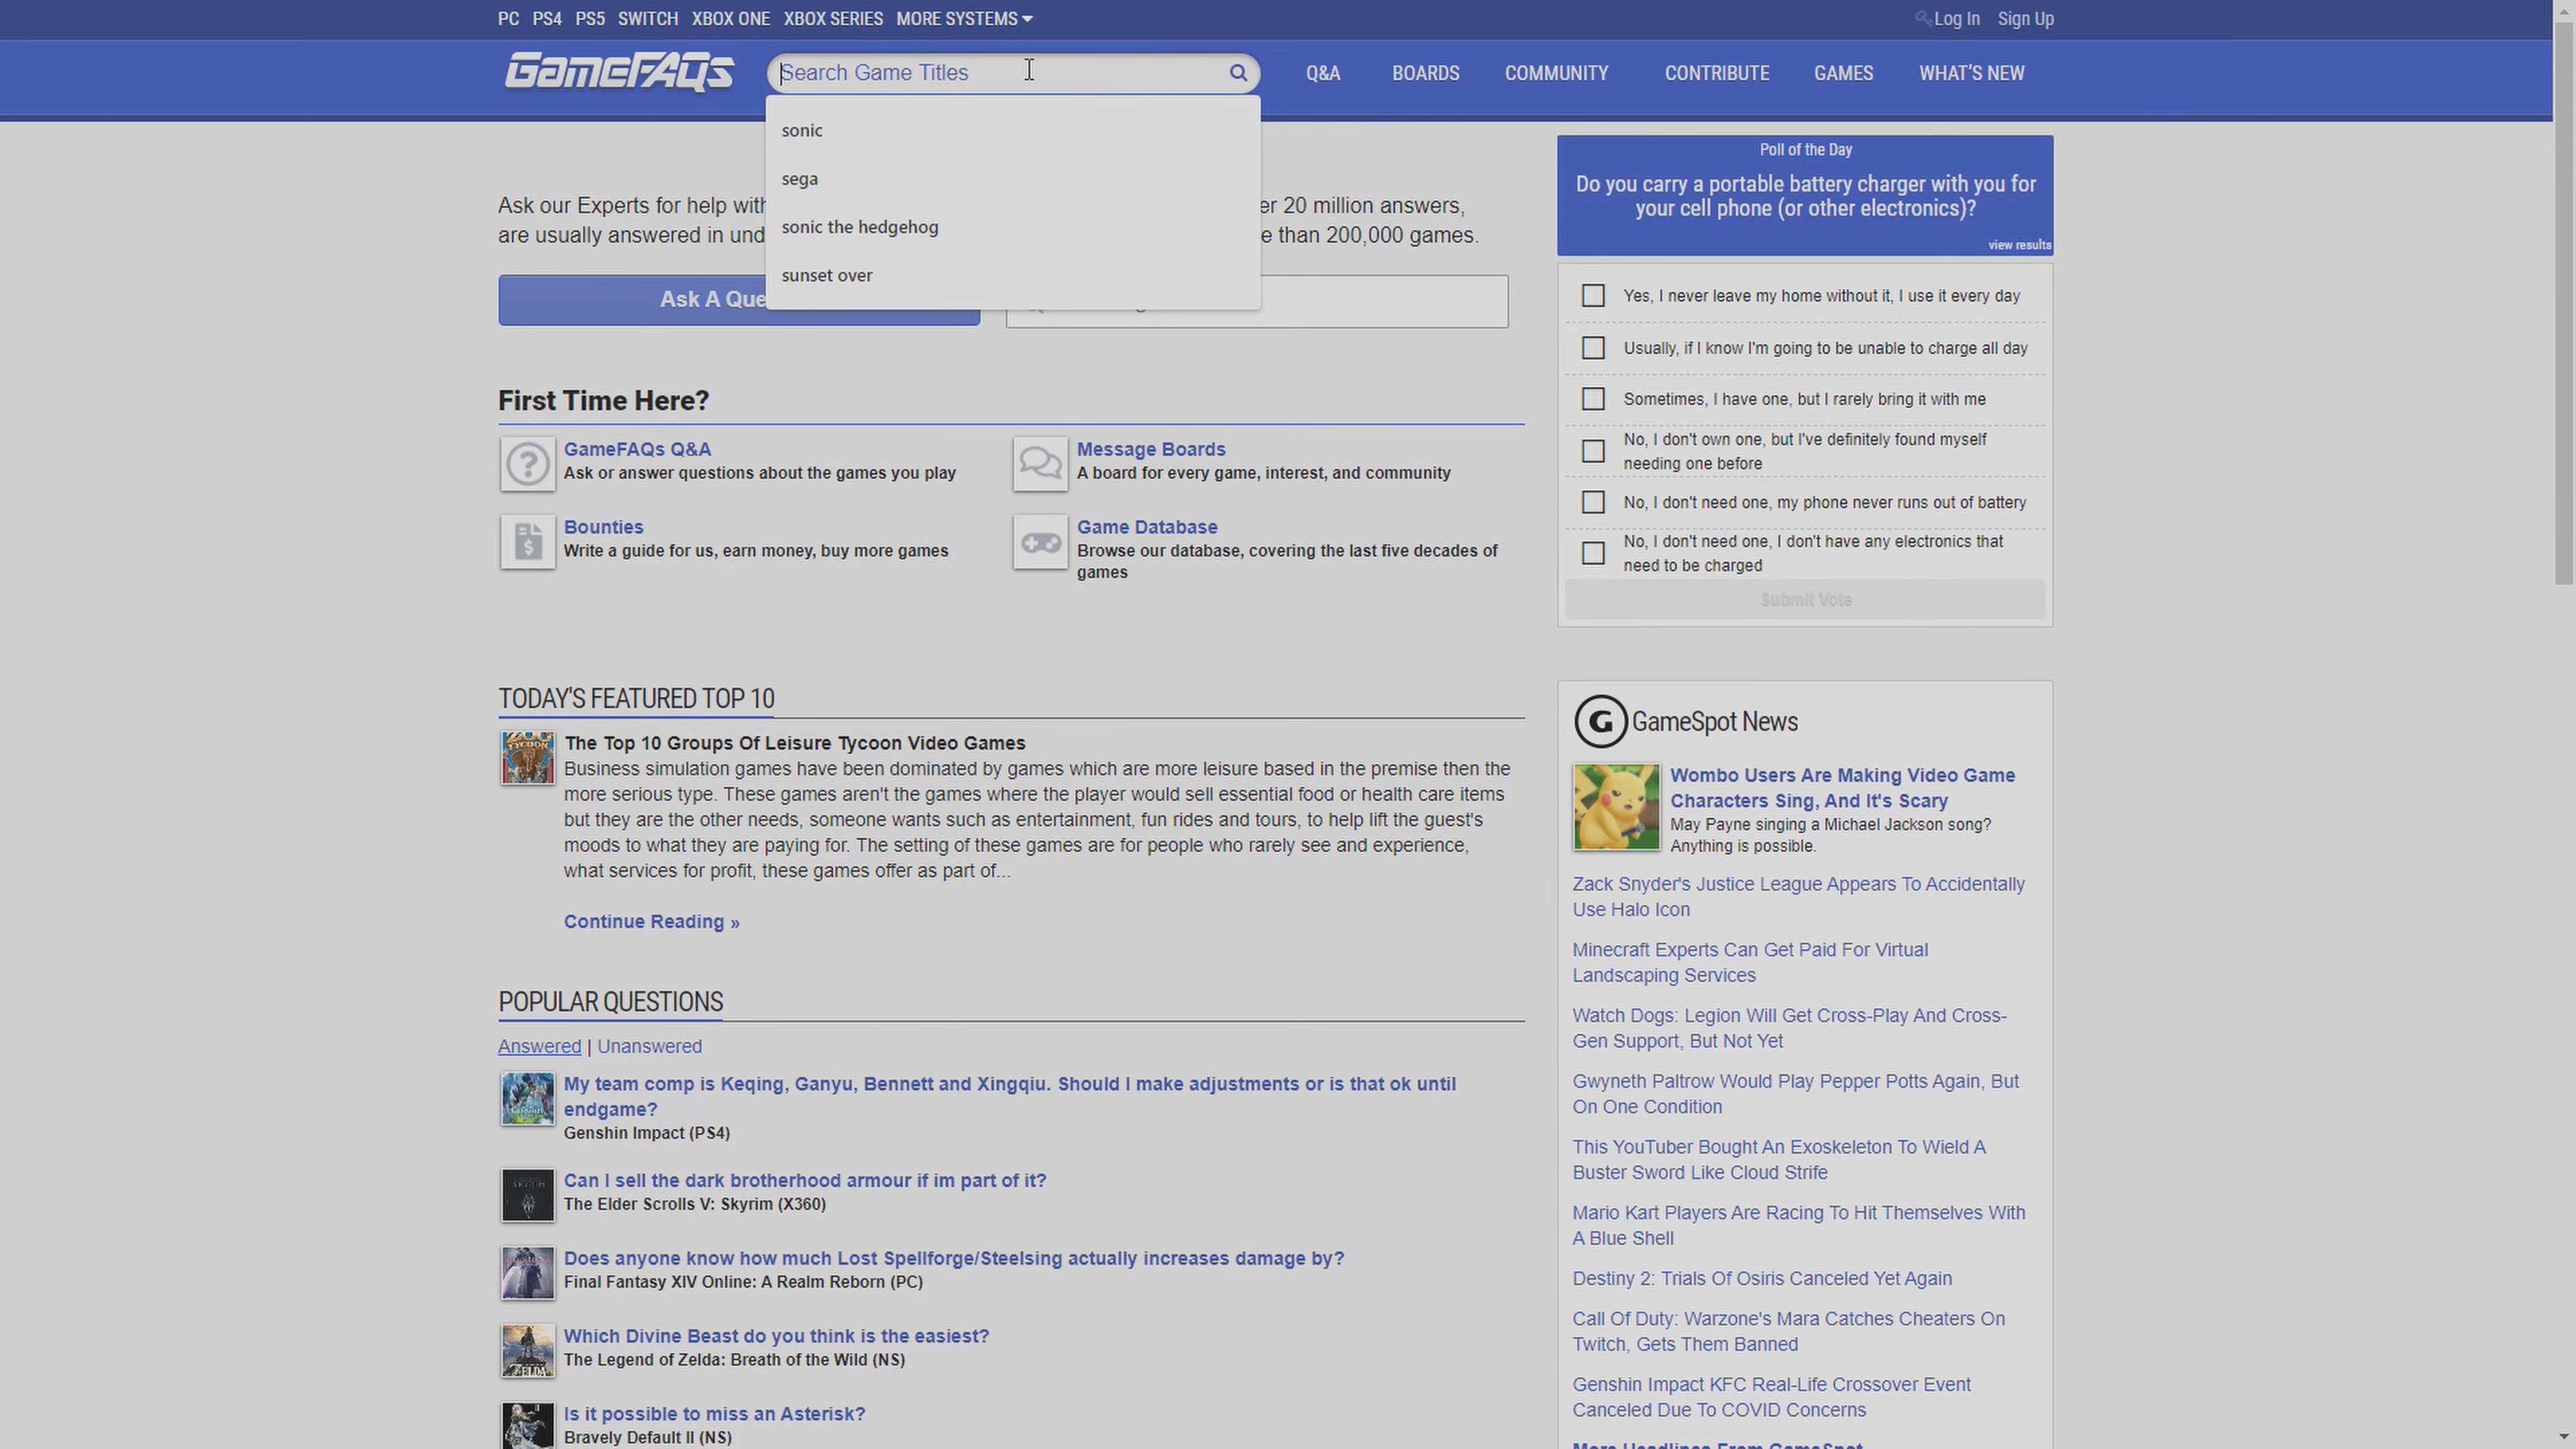 PC PS4 PS5 SWITCH XBOX ONE XBOX SERIES MORE SYSTEMS
Log In Sign Up
GameFAQs
Search Game Titles
Q&A BOARDS COMMUNITY CONTRIBUTE GAMES WHAT'S NEW
sonic
sega
sonic the hedgehog
sunset over
Ask our Experts for help with
er 20 million answers,
are usually answered in und
e than 200,000 games.
Ask A Que
First Time Here?
GameFAQs Q&A
Ask or answer questions about the games you play
Message Boards
A board for every game, interest, and community
Bounties
Write a guide for us, earn money, buy more games
Game Database
Browse our database, covering the last five decades of
games
TODAY'S FEATURED TOP 10
The Top 10 Groups Of Leisure Tycoon Video Games
Business simulation games have been dominated by games which are more leisure based in the premise then the
more serious type. These games aren't the games where the player would sell essential food or health care items
but they are the other needs, someone wants such as entertainment, fun rides and tours, to help lift the guest's
moods to what they are paying for. The setting of these games are for people who rarely see and experience,
what services for profit, these games offer as part of...
Continue Reading »
POPULAR QUESTIONS
Answered | Unanswered
My team comp is Keqing, Ganyu, Bennett and Xingqiu. Should I make adjustments or is that ok until
endgame?
Genshin Impact (PS4)
Can I sell the dark brotherhood armour if im part of it?
The Elder Scrolls V: Skyrim (X360)
Does anyone know how much Lost Spellforge/Steelsing actually increases damage by?
Final Fantasy XIV Online: A Realm Reborn (PC)
Which Divine Beast do you think is the easiest?
The Legend of Zelda: Breath of the Wild (NS)
Is it possible to miss an Asterisk?
Bravely Default II (NS)
Poll of the Day
Do you carry a portable battery charger with you for
your cell phone (or other electronics)?
view results
Yes, I never leave my home without it, I use it every day
Usually, if I know I'm going to be unable to charge all day
Sometimes, I have one, but I rarely bring it with me
No, I don't own one, but I've definitely found myself
needing one before
No, I don't need one, my phone never runs out of battery
No, I don't need one, I don't have any electronics that
need to be charged
Submit Vote
GameSpot News
Wombo Users Are Making Video Game
Characters Sing, And It's Scary
May Payne singing a Michael Jackson song?
Anything is possible.
Zack Snyder's Justice League Appears To Accidentally
Use Halo Icon
Minecraft Experts Can Get Paid For Virtual
Landscaping Services
Watch Dogs: Legion Will Get Cross-Play And Cross-
Gen Support, But Not Yet
Gwyneth Paltrow Would Play Pepper Potts Again, But
On One Condition
This YouTuber Bought An Exoskeleton To Wield A
Buster Sword Like Cloud Strife
Mario Kart Players Are Racing To Hit Themselves With
A Blue Shell
Destiny 2: Trials Of Osiris Canceled Yet Again
Call Of Duty: Warzone's Mara Catches Cheaters On
Twitch, Gets Them Banned
Genshin Impact KFC Real-Life Crossover Event
Canceled Due To COVID Concerns
More Headlines From GameSpot